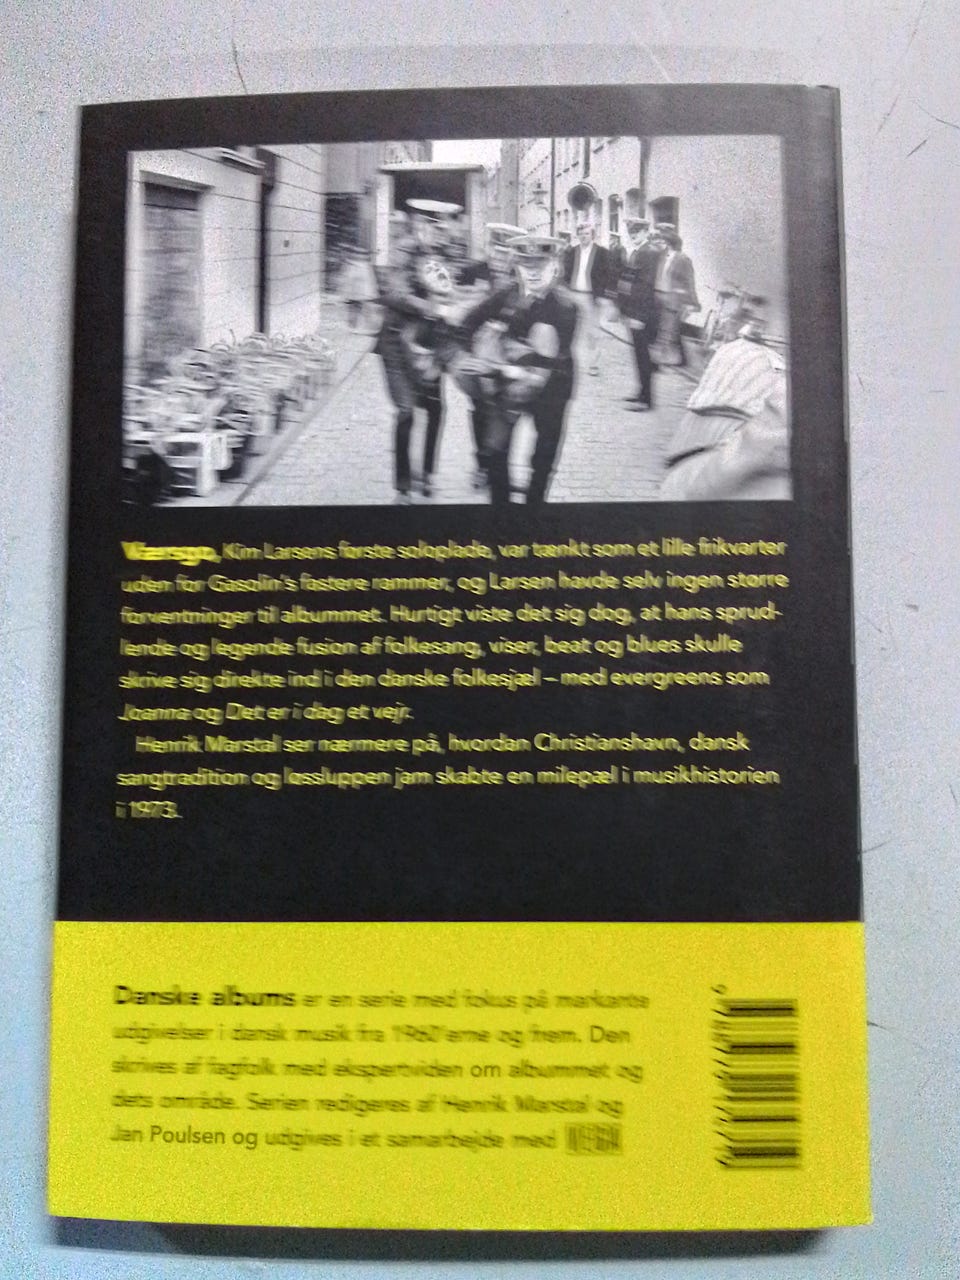 Værsgo, Kim Larsens første soloplade, var tænkt som et lille frikvarter
uden for Gasolin's fastere rammer, og Larsen havde selv ingen større
forventninger til albummet. Hurtigt viste det sig dog, at hans sprud-
lende og legende fusion af folkesang, viser, beat og blues skulle
skrive sig direkte ind i den danske folkesjæl – med evergreens som
Joanna og Det er i dag et vejr.
Henrik Marstal ser nærmere på, hvordan Christianshavn, dansk
sangtradition og løssluppen jam skabte en milepæl i musikhistorien
i 1973.
Danske albums er en serie med fokus på markante
udgivelser i dansk musik fra 1960'erne og frem. Den
skrives af fagfolk med ekspertviden om albummet og
dets område. Serien redigeres af Henrik Marstal og
Jan Poulsen og udgives i et samarbejde med VEGA